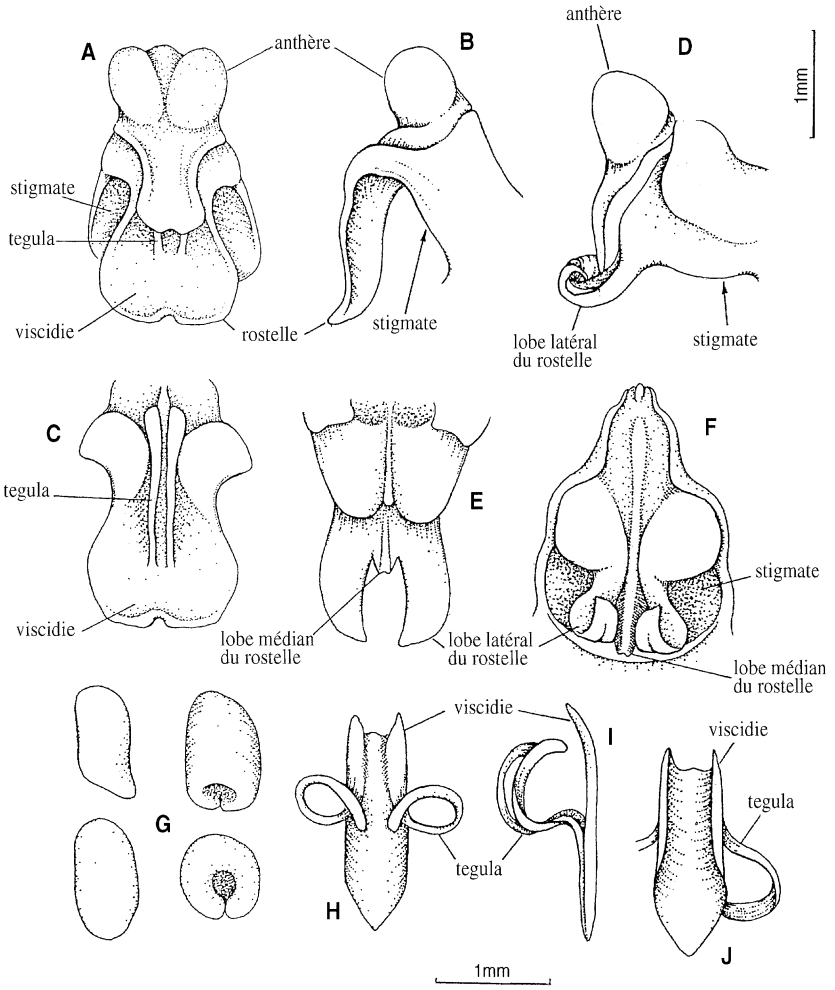 anthère
A
B
stigmate
tegula
viscidie
rostelle
stigmate
anthère
D
1mm
lobe latéral
du rostelle
stigmate
C
tegula
viscidie
E
lobe médian
du rostelle
lobe latéral
du rostelle
F
stigmate
lobe médian
du rostelle
G
viscidie
H
tegula
I
viscidie
tegula
J
1mm